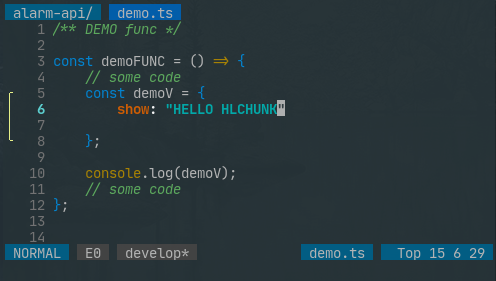 alarm-api/ demo.ts
1 /** DEMO func */
2
3 const demoFUNC = () => {
4 // some code
5 const demoV = {
6 show: "HELLO HLCHUNK"
7
8 };
9
10 console.log(demoV);
11 // some code
12 };
13
14
NORMAL E0 develop* demo.ts Top 15 6 29